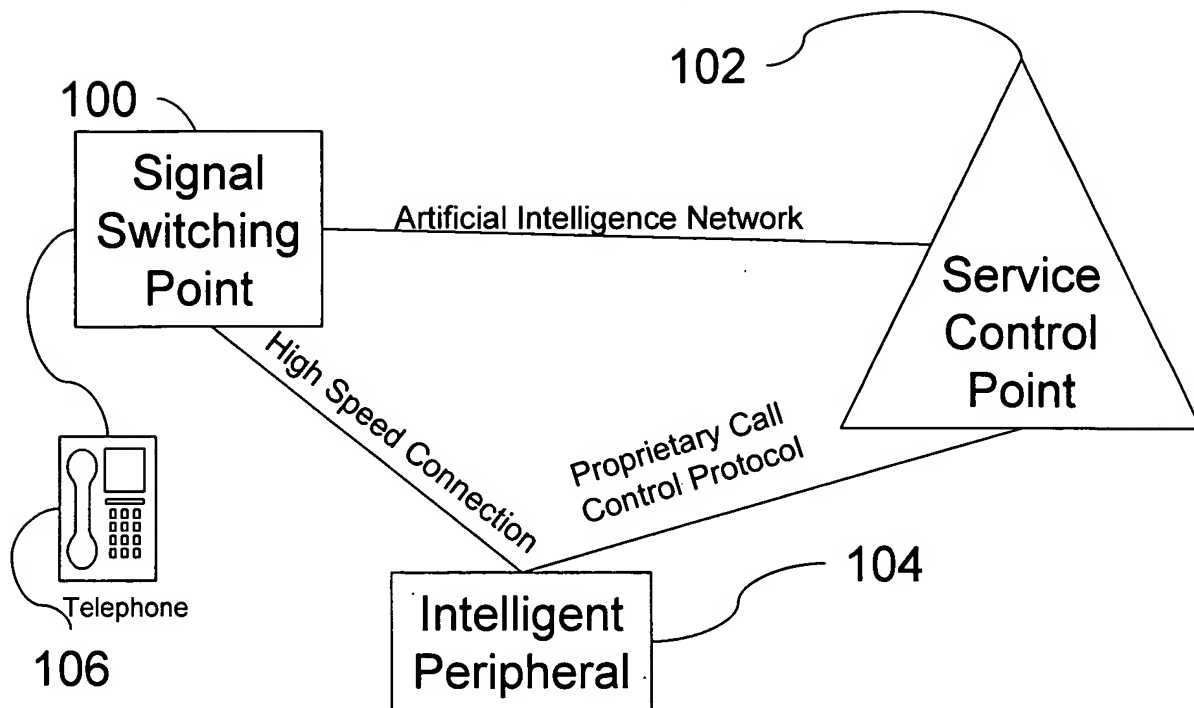 102
100
Signal
Switching
Point
Artificial Intelligence Network
Service
Control
Point
High Speed Connection
Proprietary Call
Control Protocol
104
Telephone
Intelligent
Peripheral
106